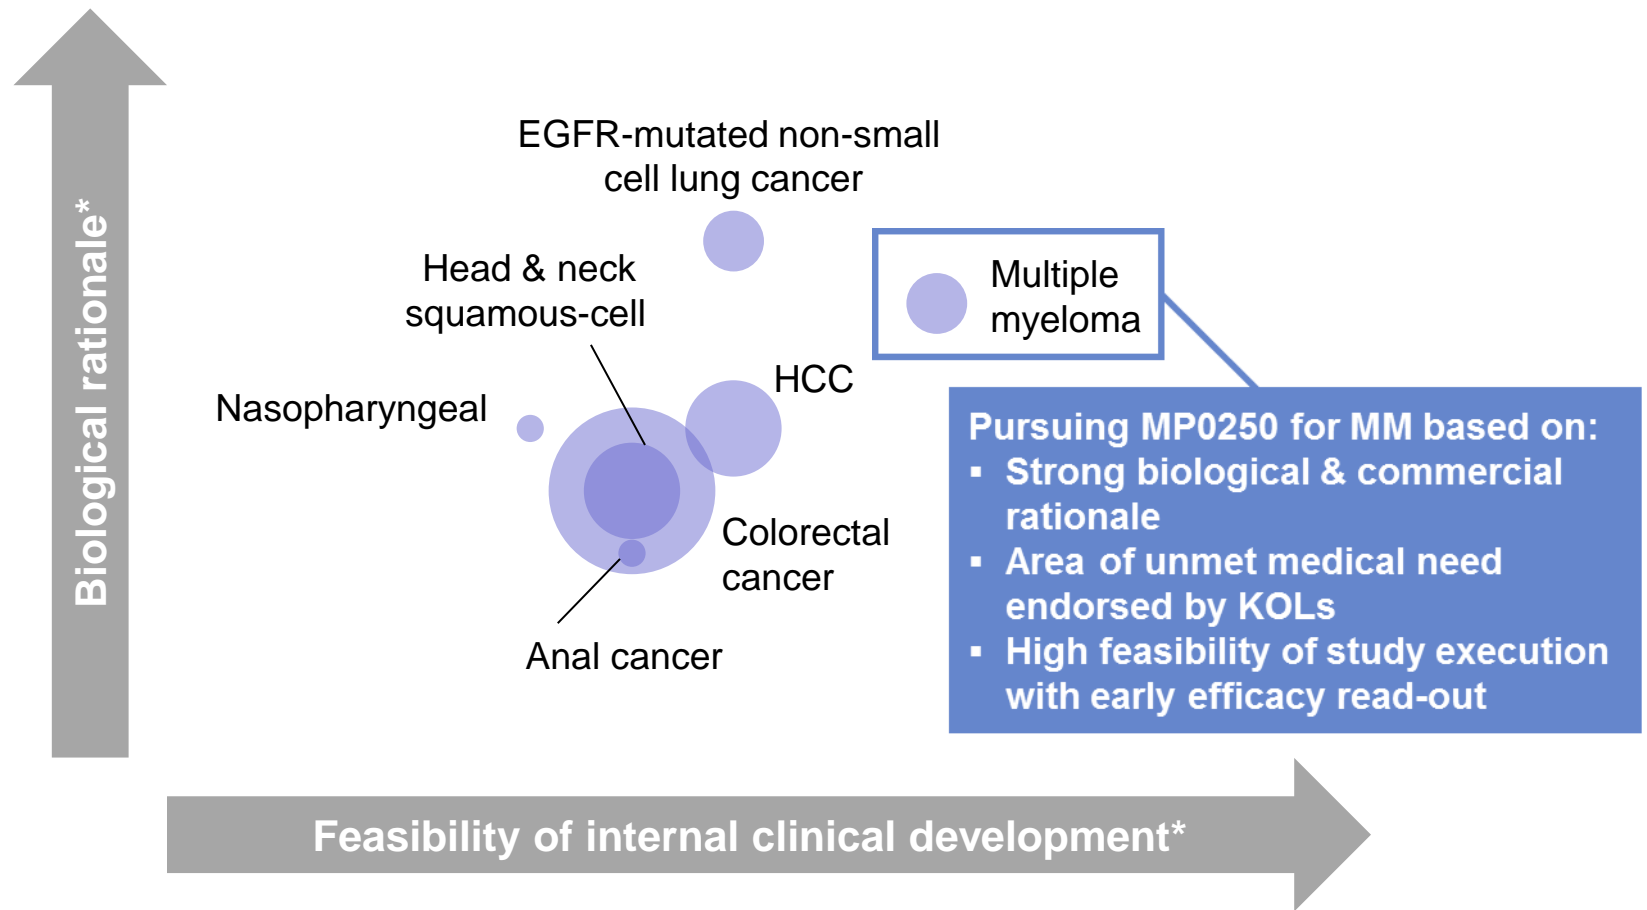 Biological rationale*
EGFR-mutated non-small
cell lung cancer
Head & neck
squamous-cell
Multiple
myeloma
HCC
Nasopharyngeal
Colorectal
cancer
Anal cancer
Pursuing MP0250 for MM based on:
▪ Strong biological & commercial
rationale
▪ Area of unmet medical need
endorsed by KOLs
▪ High feasibility of study execution
with early efficacy read-out
Feasibility of internal clinical development*